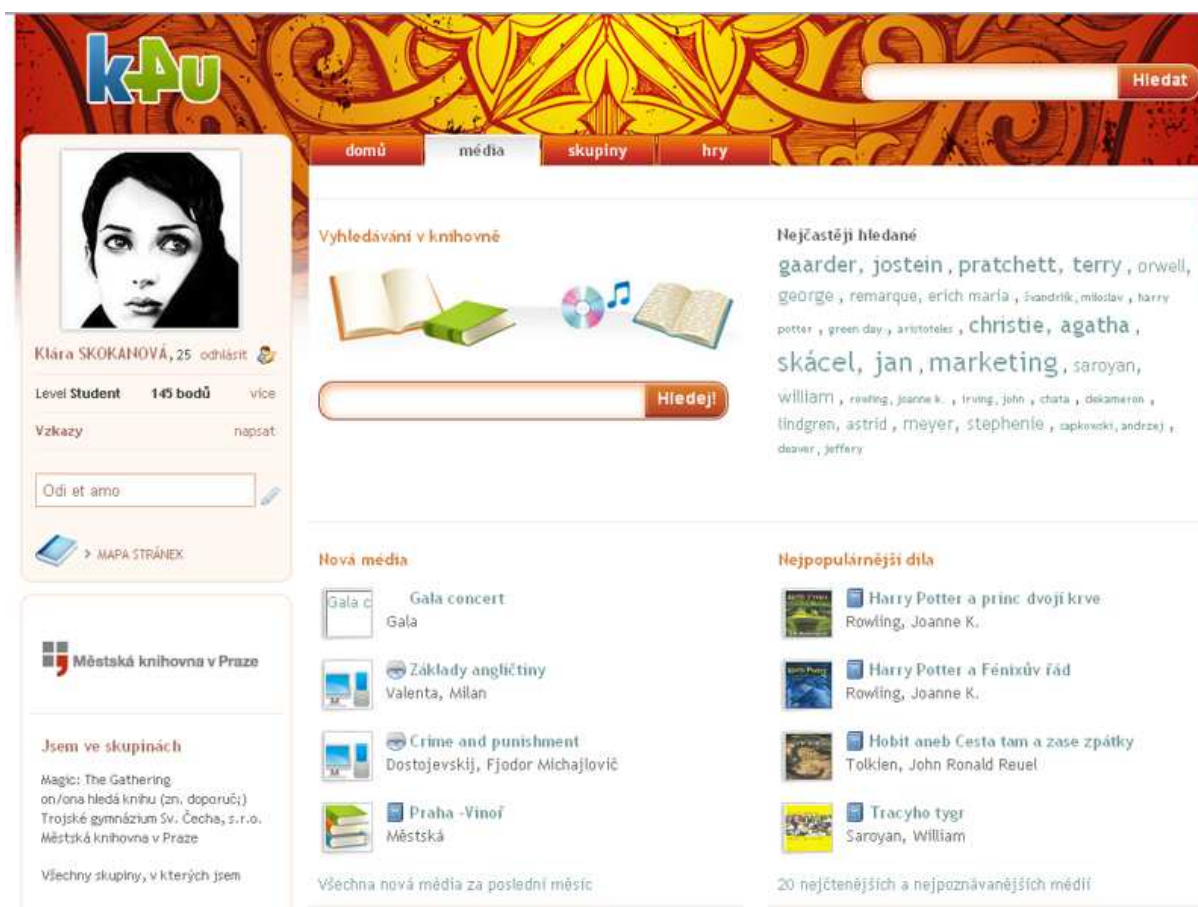 k4u
Hledat
domů média skupiny hry
Klára SKOKANOVÁ, 25 odhlásit
Level Student 145 bodů více
Vzkazy napsat
Odi et amo
> MAPA STRÁNEK
Městská knihovna v Praze
Jsem ve skupinách
Magic: The Gathering
on/ona hledá knihu (zn. doporuč;)
Trojské gymnázium Sv. Čecha, s.r.o.
Městská knihovna v Praze
Všechny skupiny, v kterých jsem
Vyhledávání v knihovně
Hledej!
Nejčastěji hledané
gaarder, jostein , pratchett, terry , orwell,
george , remarque, erich maria , švandrlík, miloslav , harry
potter , green day , aristoteles , christie, agatha ,
skácel, jan , marketing , saroyan,
william , rowling, joanne k. , irving, john , chata , dekameron ,
lindgren, astrid , meyer, stephenie , sapkowski, andrzej ,
deaver, jeffery
Nová média
Gala c
Gala concert
Gala
Základy angličtiny
Valenta, Milan
Crime and punishment
Dostojevskij, Fjodor Michajlovič
Praha -Vinoř
Městská
Všechna nová média za poslední měsíc
Nejpopulárnější díla
Harry Potter a princ dvojí krve
Rowling, Joanne K.
Harry Potter a Fénixův řád
Rowling, Joanne K.
Hobit aneb Cesta tam a zase zpátky
Tolkien, John Ronald Reuel
Tracyho tygr
Saroyan, William
20 nejčtenějších a nejpoznávanějších médií